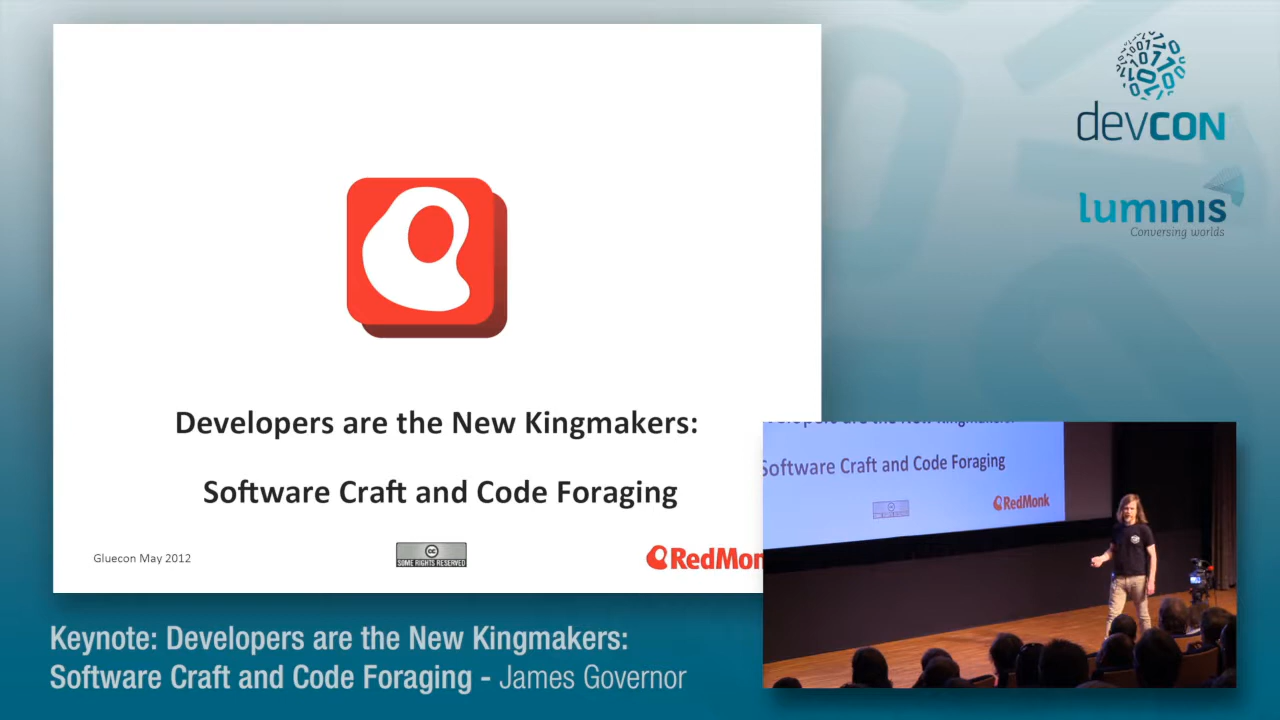 Developers are the New Kingmakers:
Software Craft and Code Foraging
Gluecon May 2012
cc
SOME RIGHTS RESERVED
RedMon
devcon
luminis
Conversing worlds
Software Craft and Code Foraging
RedMonk
Keynote: Developers are the New Kingmakers:
Software Craft and Code Foraging - James Governor